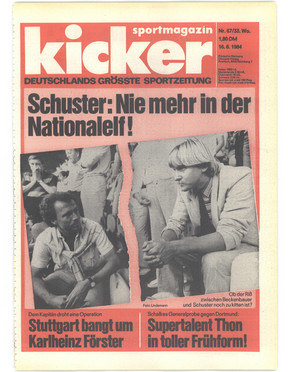 sportmagazin
kicker
Nr. 67/33. Wo.
1,80 DM
16. 8. 1984
DEUTSCHLANDS GRÖSSTE SPORTZEITUNG
Schuster: Nie mehr in der
Nationalelf!
Ob der Riß
zwischen Beckenbauer
und Schuster noch zu kitten ist?
Dem Kapitän droht eine Operation
Stuttgart bangt um
Karlheinz Förster
Schalkes Generalprobe gegen Dortmund:
Supertalent Thon
in toller Frühform!